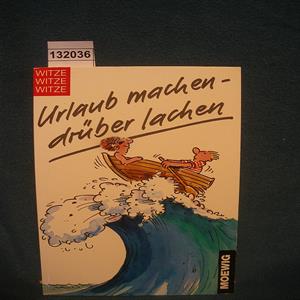 132036
WITZE
WITZE
WITZE
Urlaub machen-
drüber lachen
MOEWIG